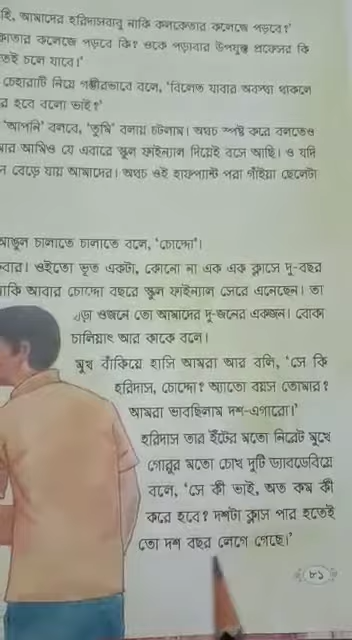 হি, আমাদের হরিদাসবাবু নাকি কলকেতার কলেজে পড়বে?'
কাতার কলেজে পড়বে কি? ওকে পড়াবার উপযুক্ত প্রফেসর কি
তেই চলে যাবে।'
চেহারাটি নিয়ে গম্ভীরভাবে বলে, 'বিলেত যাবার অবস্থা থাকলে
র হবে বলো ভাই?'
'আপনি' বলবে, 'তুমি' বলায় চটলাম। অথচ স্পষ্ট করে বলতেও
আর আমিও যে এবারে স্কুল ফাইন্যাল দিয়েই বসে আছি। ও যদি
ন বেড়ে যায় আমাদের। অথচ ওই হাফপ্যান্ট পরা গাঁইয়া ছেলেটা
আঙুল চালাতে চালাতে বলে, 'চোদ্দো'।
বার। ওইতো ভূত একটা, কোনো না এক এক ক্লাসে দু-বছর
নাকি আবার চোদ্দো বছরে স্কুল ফাইন্যাল সেরে এনেছেন। তা
এড়া ওজনে তো আমাদের দু-জনের একজন। বোকা
চালিয়াৎ আর কাকে বলে।
মুখ বাঁকিয়ে হাসি আমরা আর বলি, 'সে কি
হরিদাস, চোদ্দো? অ্যাতো বয়স তোমার?
আমরা ভাবছিলাম দশ-এগারো।'
হরিদাস তার ইঁটের মতো নিরেট মুখে
গোরুর মতো চোখ দুটি ড্যাবডেবিয়ে
বলে, 'সে কী ভাই, অত কম কী
করে হবে? দশটা ক্লাস পার হতেই
তো দশ বছর লেগে গেছে।'
৮১